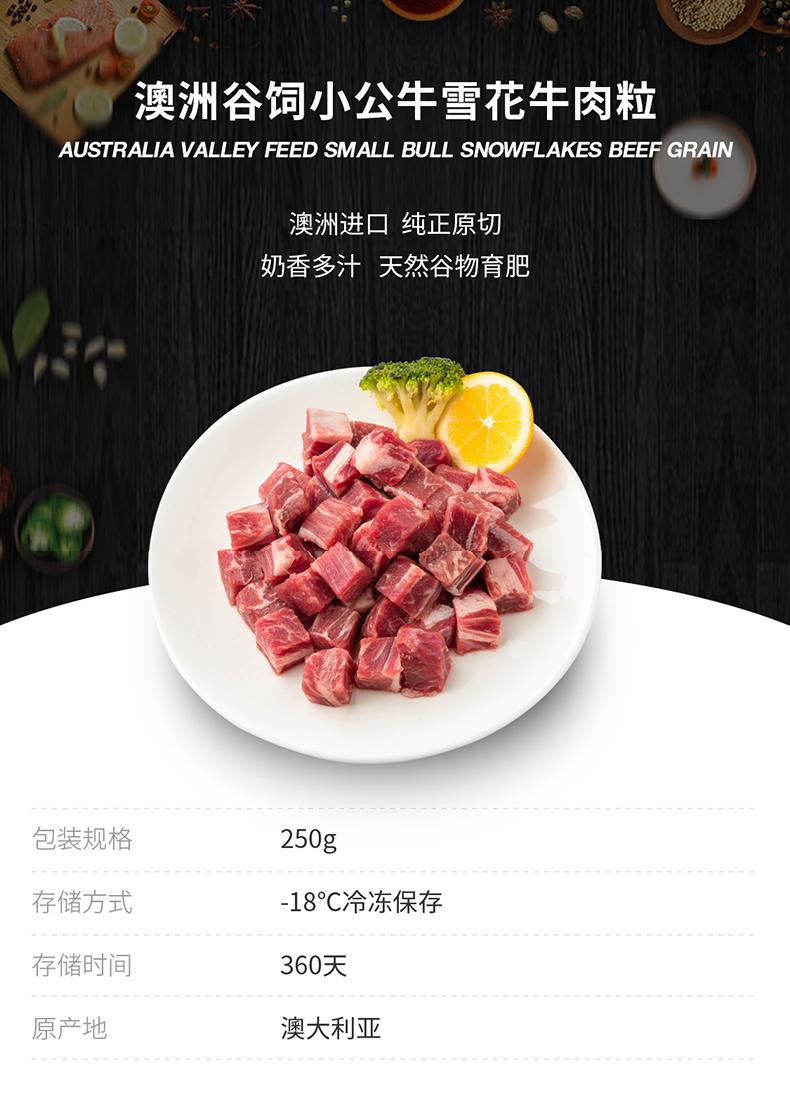 澳洲谷饲小公牛雪花牛肉粒
AUSTRALIA VALLEY FEED SMALL BULL SNOWFLAKES BEEF GRAIN
澳洲进口 纯正原切
奶香多汁 天然谷物育肥
包装规格 250g
存储方式 -18℃冷冻保存
存储时间 360天
原产地 澳大利亚